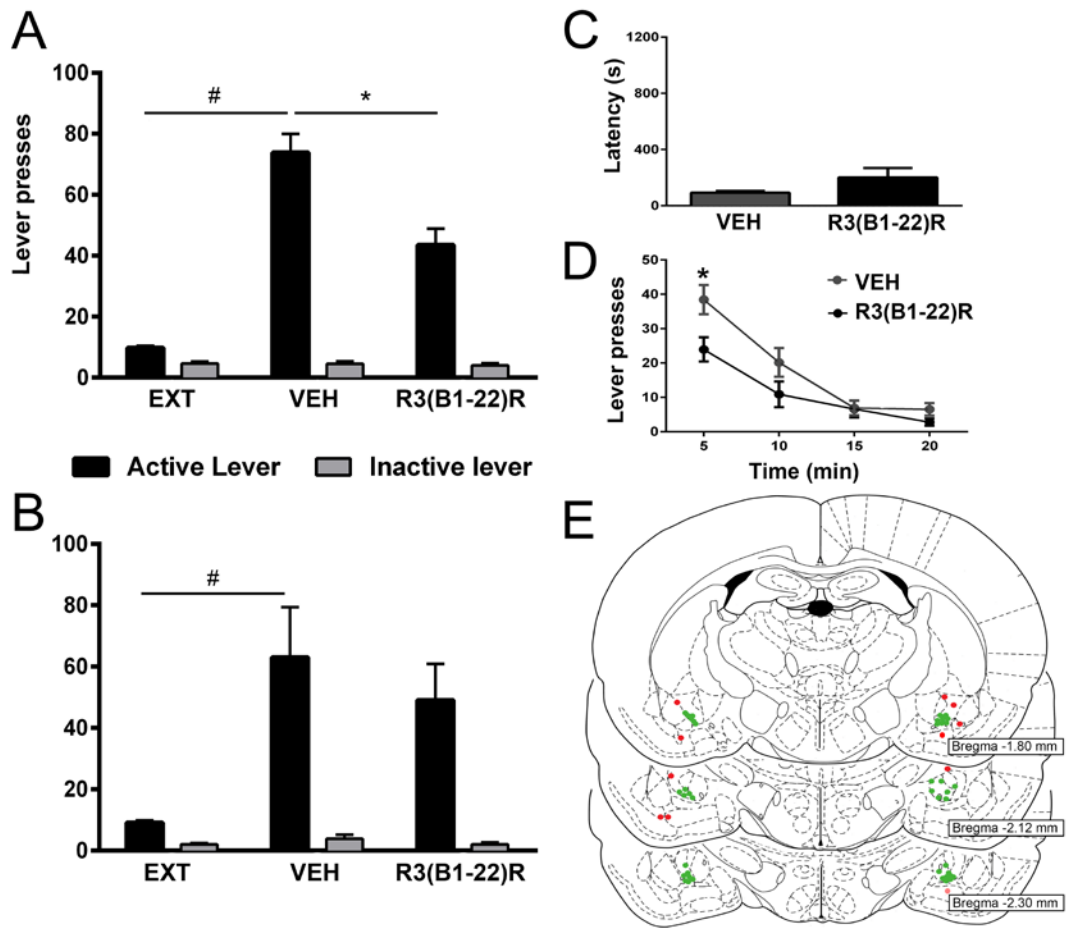 A
Lever presses
100
80
60
40
20
0
#
*
EXT
VEH
R3(B1-22)R
Active Lever
Inactive lever
B
100
80
60
40
20
0
#
EXT
VEH
R3(B1-22)R
C
Latency (s)
1200
800
400
0
VEH
R3(B1-22)R
D
Lever presses
50
40
30
20
10
0
*
VEH
R3(B1-22)R
5
10
15
20
Time (min)
E
Bregma -1.80 mm
Bregma -2.12 mm
Bregma -2.30 mm